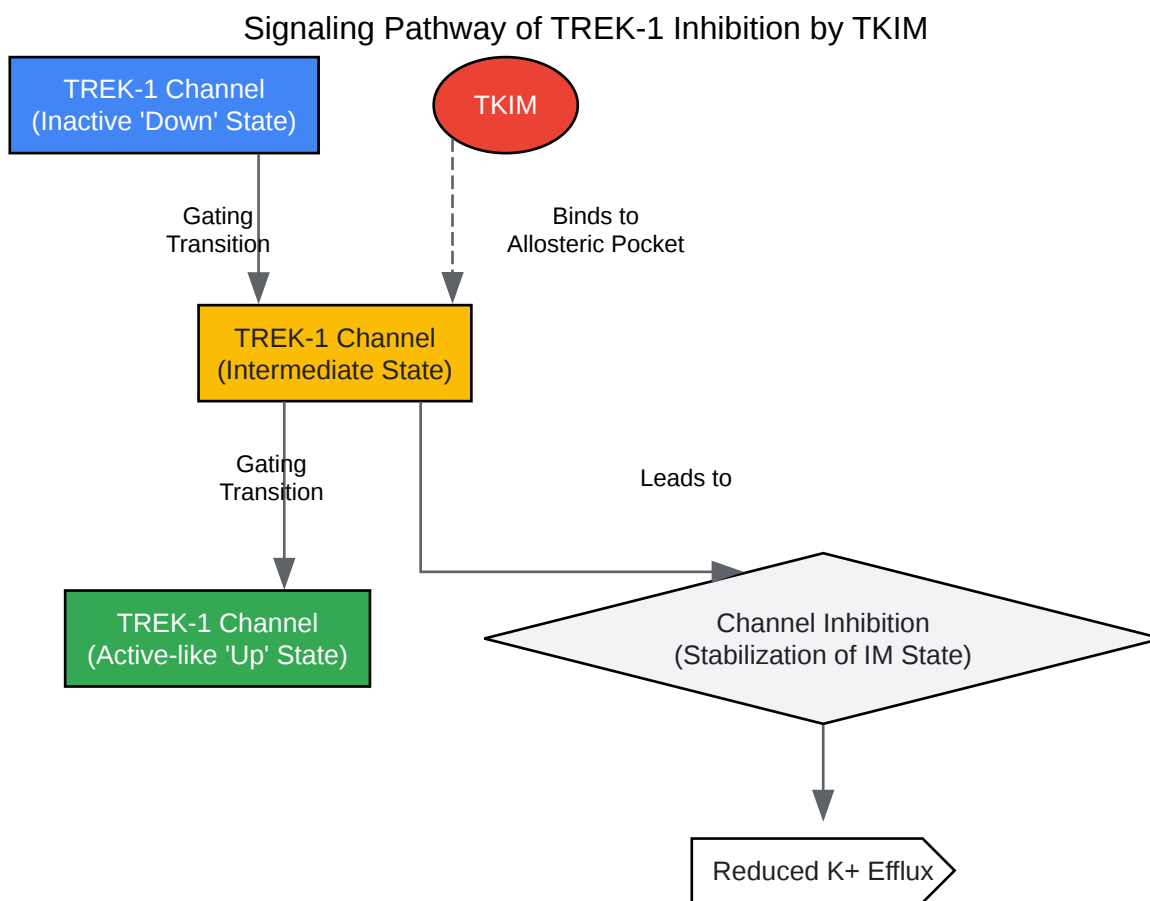 Signaling Pathway of TREK-1 Inhibition by TKIM
TREK-1 Channel
(Inactive 'Down' State)
TKIM
Gating
Transition
Binds to
Allosteric Pocket
TREK-1 Channel
(Intermediate State)
Gating
Transition
Leads to
TREK-1 Channel
(Active-like 'Up' State)
Channel Inhibition
(Stabilization of IM State)
Reduced K+ Efflux